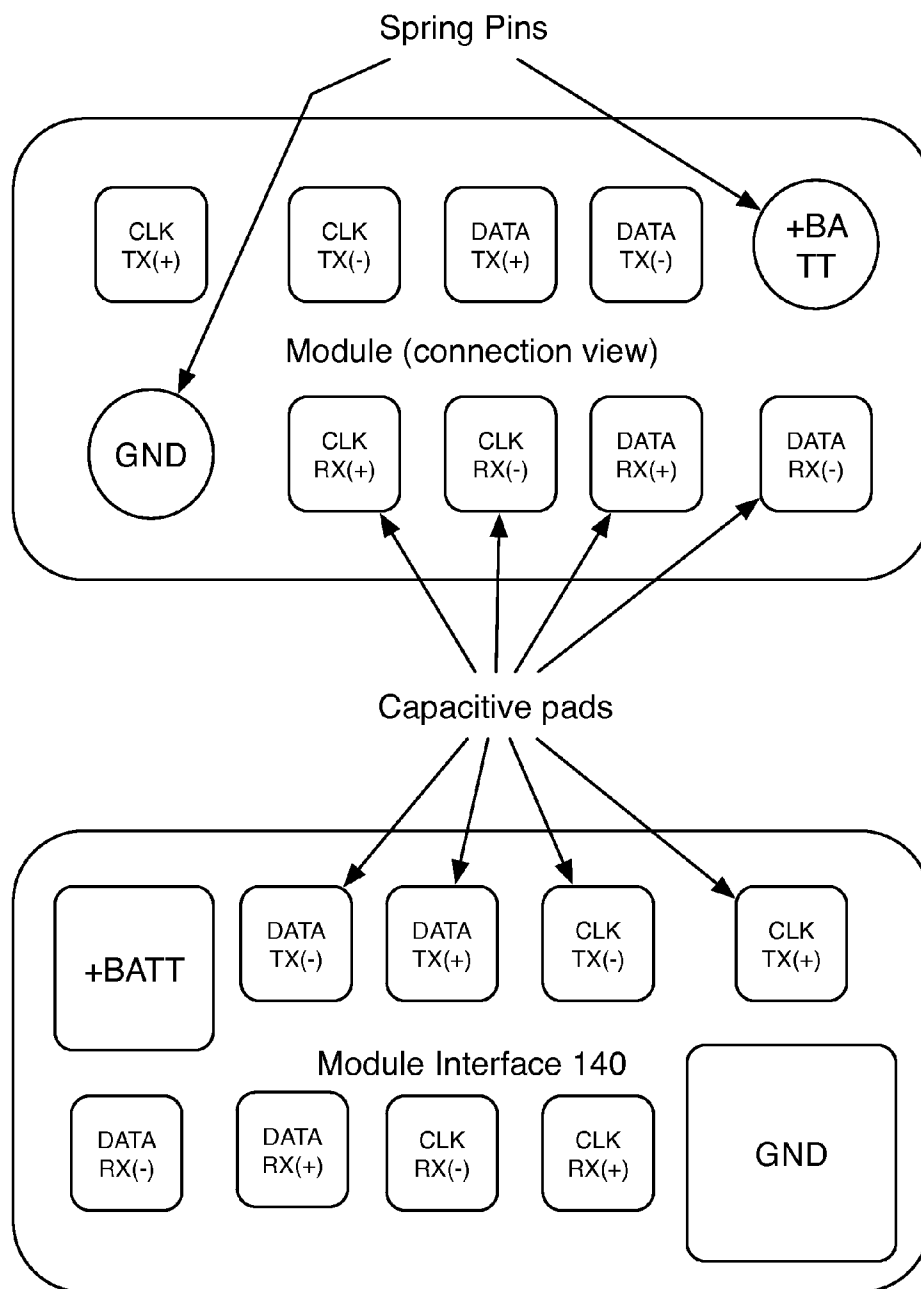 Spring Pins
CLK
TX(+)
CLK
TX(-)
DATA
TX(+)
DATA
TX(-)
+BA
TT
Module (connection view)
GND
CLK
RX(+)
CLK
RX(-)
DATA
RX(+)
DATA
RX(-)
Capacitive pads
+BATT
DATA
TX(-)
DATA
TX(+)
CLK
TX(-)
CLK
TX(+)
Module Interface 140
DATA
RX(-)
DATA
RX(+)
CLK
RX(-)
CLK
RX(+)
GND